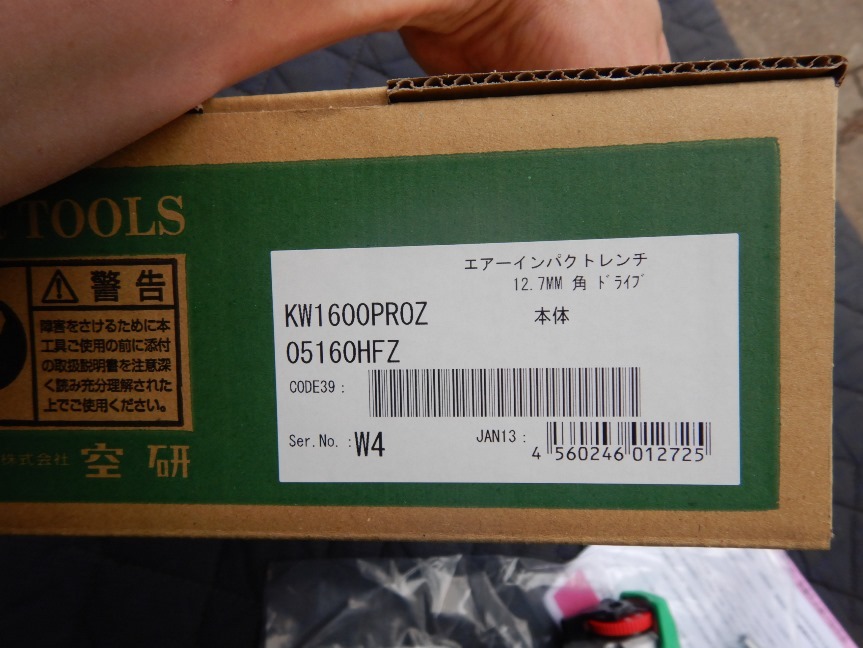 TOOLS
警告
障害をさけるために本
工具ご使用の前に添付
の取扱説明書を注意深
く読み充分理解された
上でご使用ください。
株式会社 空研
エアーインパクトレンチ
12.7MM 角 ドライブ
KW1600PROZ 本体
05160HFZ
CODE39 :
Ser.No. : W4
JAN13 : 4 560246 012725